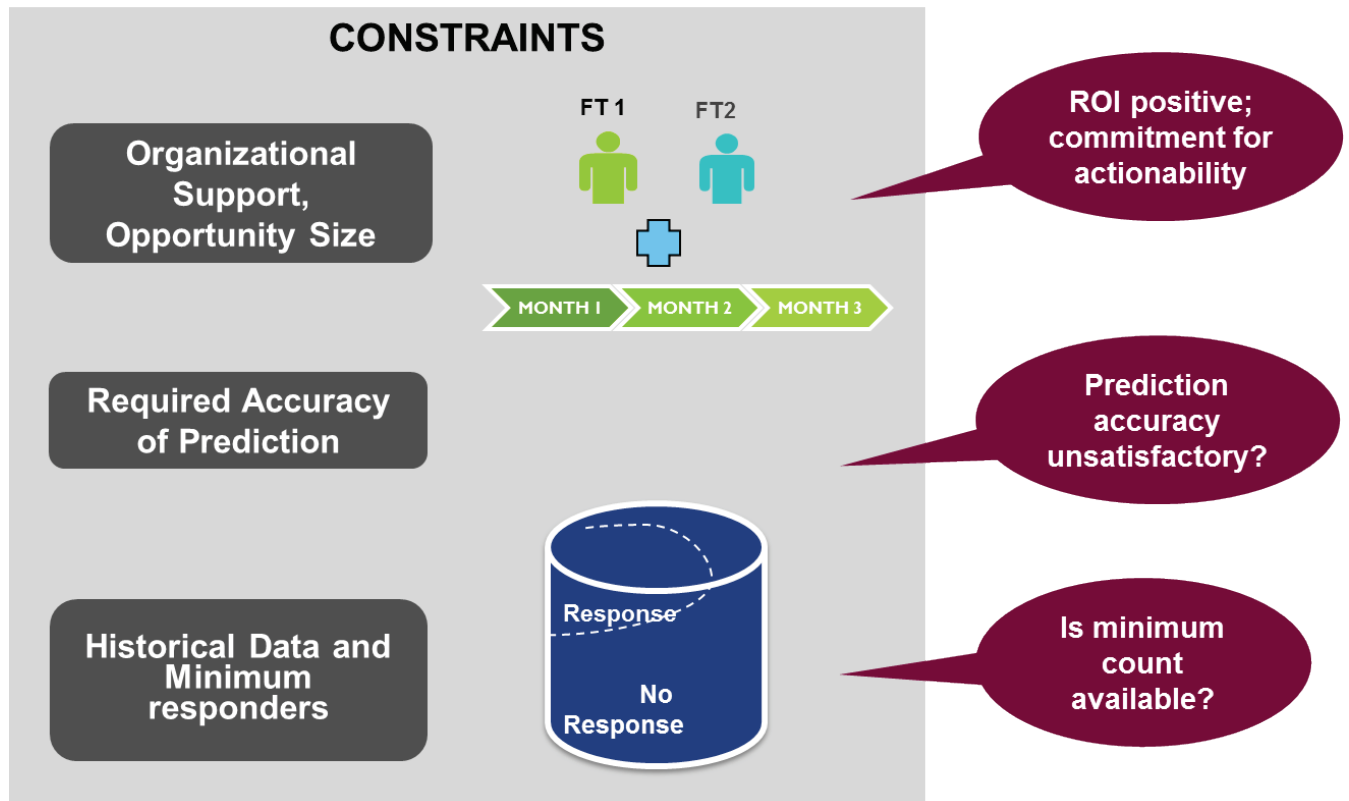 CONSTRAINTS
Organizational
Support,
Opportunity Size
FT 1
FT2
MONTH 1
MONTH 2
MONTH 3
ROI positive;
commitment for
actionability
Required Accuracy
of Prediction
Prediction
accuracy
unsatisfactory?
Historical Data and
Minimum
responders
Response
No
Response
Is minimum
count
available?